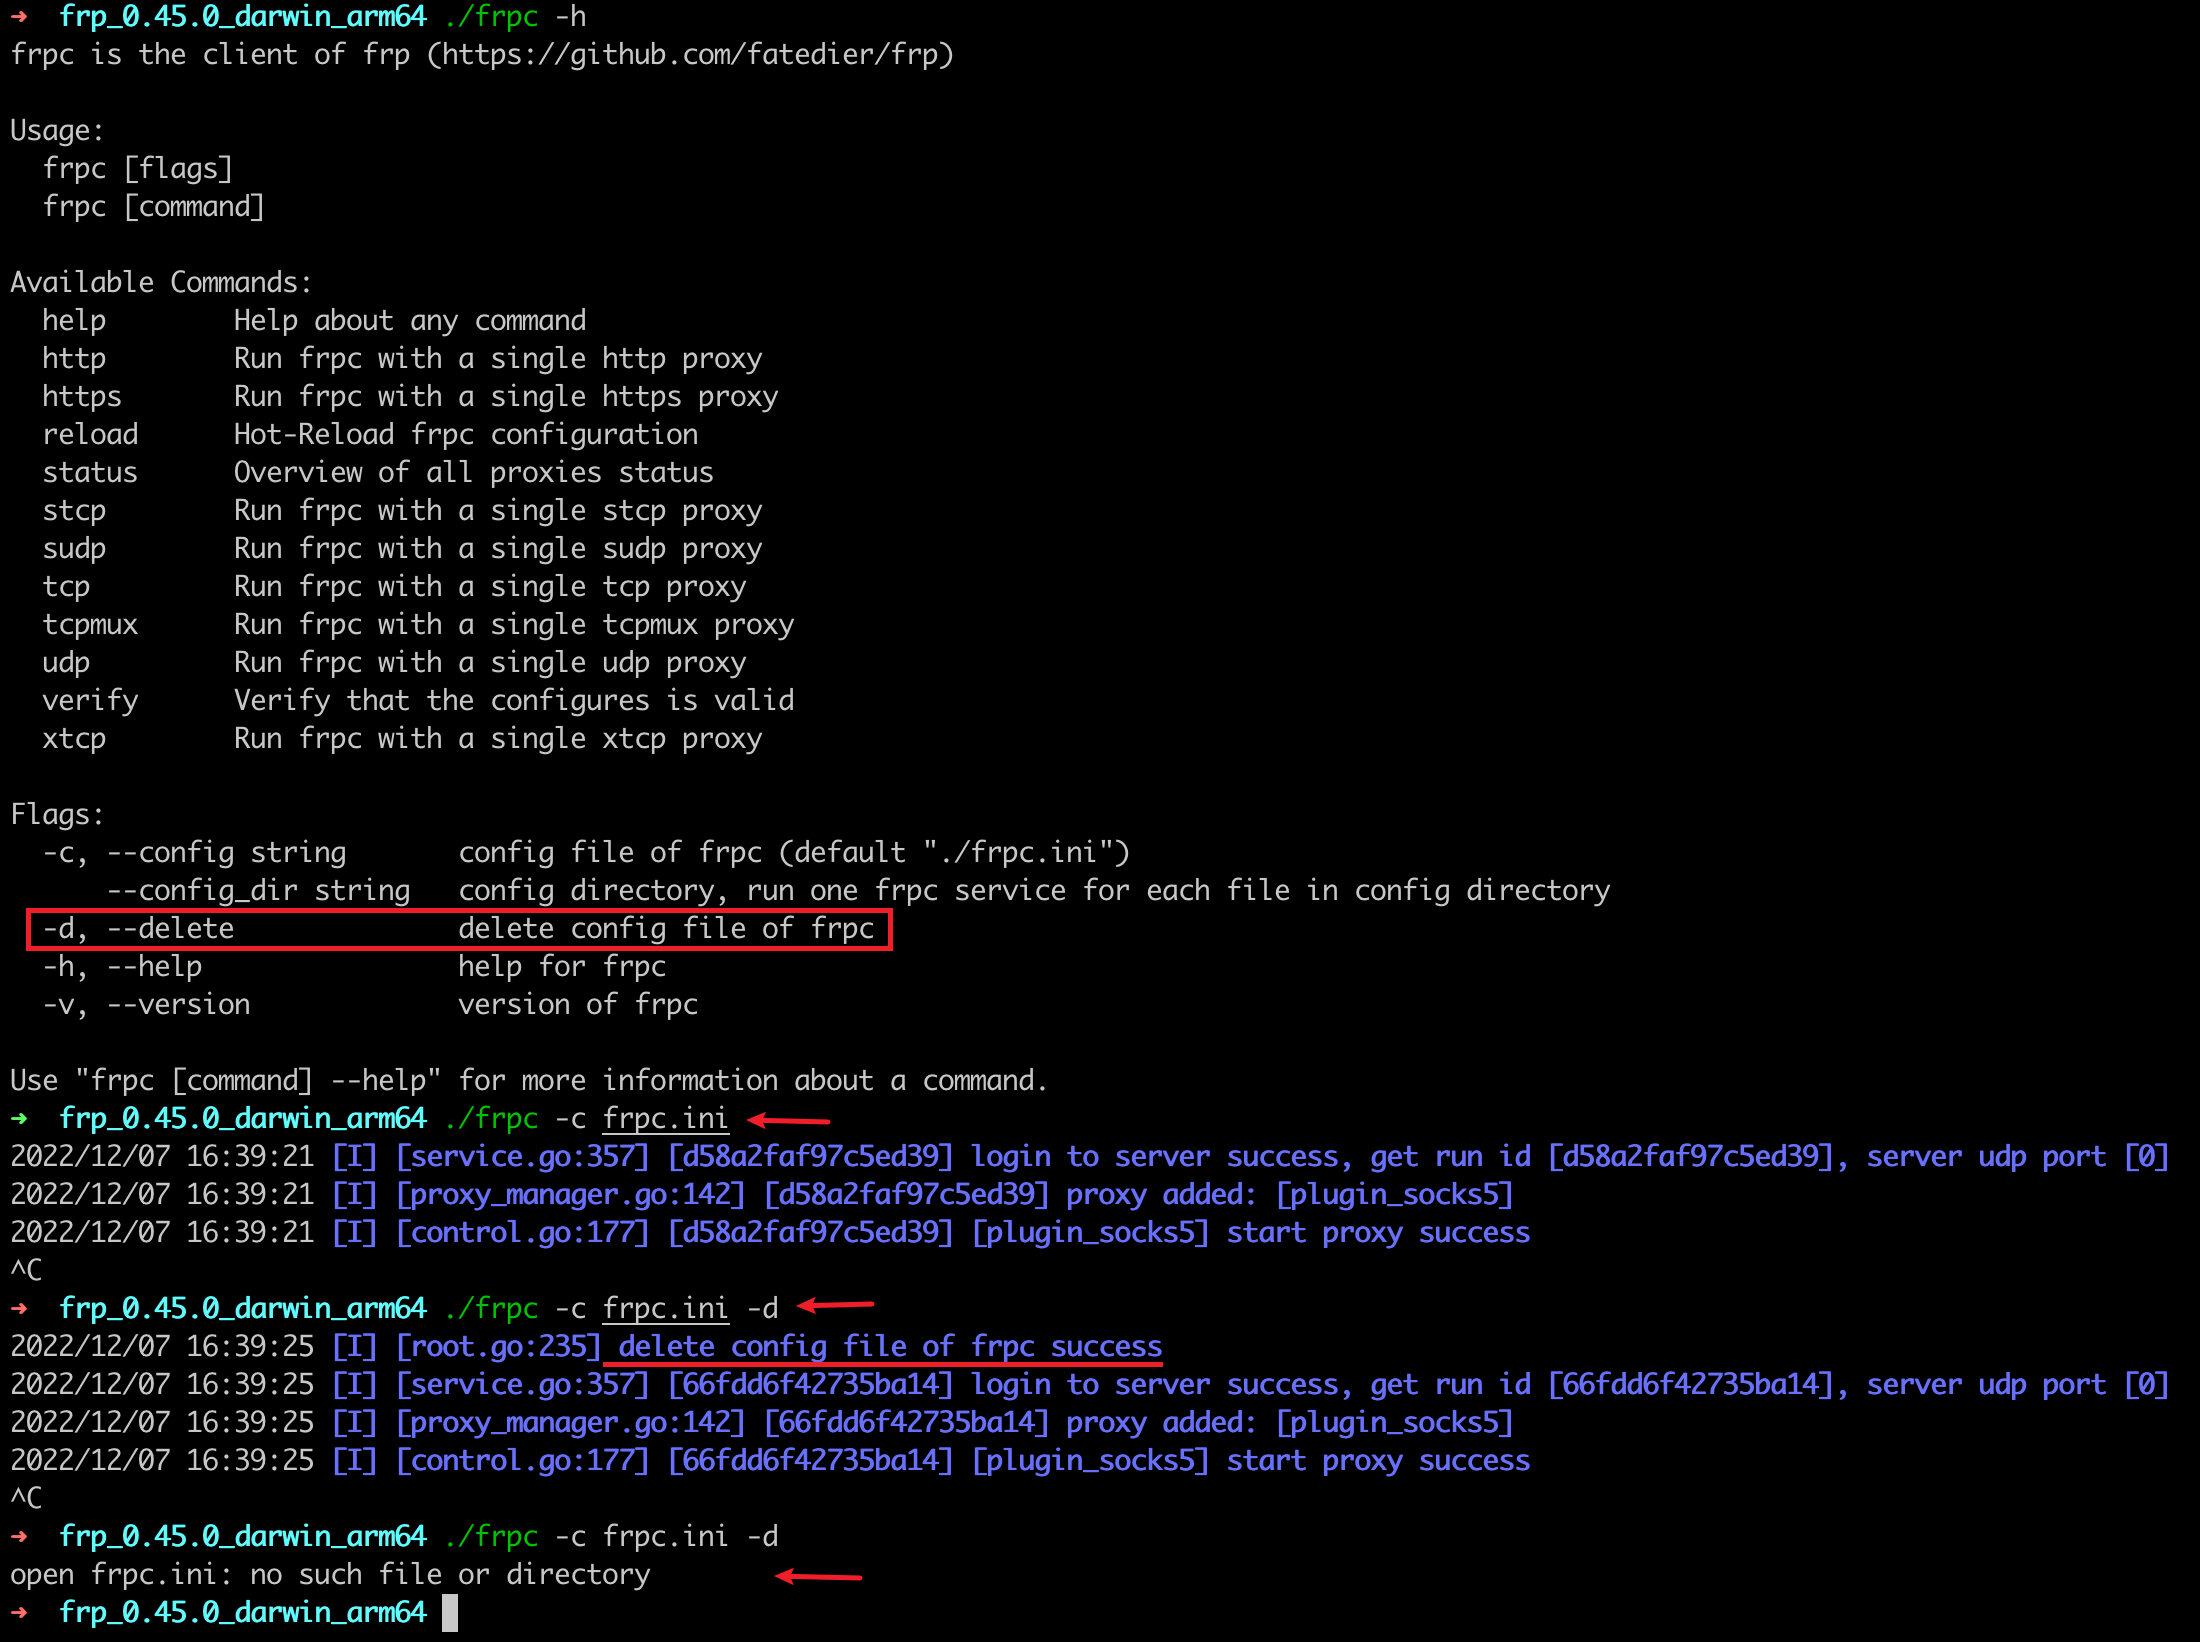 ➜  frp_0.45.0_darwin_arm64 ./frpc -h
frpc is the client of frp (https://github.com/fatedier/frp)

Usage:
  frpc [flags]
  frpc [command]

Available Commands:
  help        Help about any command
  http        Run frpc with a single http proxy
  https       Run frpc with a single https proxy
  reload      Hot-Reload frpc configuration
  status      Overview of all proxies status
  stcp        Run frpc with a single stcp proxy
  sudp        Run frpc with a single sudp proxy
  tcp         Run frpc with a single tcp proxy
  tcpmux      Run frpc with a single tcpmux proxy
  udp         Run frpc with a single udp proxy
  verify      Verify that the configures is valid
  xtcp        Run frpc with a single xtcp proxy

Flags:
  -c, --config string       config file of frpc (default "./frpc.ini")
      --config_dir string   config directory, run one frpc service for each file in config directory
  -d, --delete              delete config file of frpc
  -h, --help                help for frpc
  -v, --version             version of frpc

Use "frpc [command] --help" for more information about a command.
➜  frp_0.45.0_darwin_arm64 ./frpc -c frpc.ini
2022/12/07 16:39:21 [I] [service.go:357] [d58a2faf97c5ed39] login to server success, get run id [d58a2faf97c5ed39], server udp port [0]
2022/12/07 16:39:21 [I] [proxy_manager.go:142] [d58a2faf97c5ed39] proxy added: [plugin_socks5]
2022/12/07 16:39:21 [I] [control.go:177] [d58a2faf97c5ed39] [plugin_socks5] start proxy success
^C
➜  frp_0.45.0_darwin_arm64 ./frpc -c frpc.ini -d
2022/12/07 16:39:25 [I] [root.go:235] delete config file of frpc success
2022/12/07 16:39:25 [I] [service.go:357] [66fdd6f42735ba14] login to server success, get run id [66fdd6f42735ba14], server udp port [0]
2022/12/07 16:39:25 [I] [proxy_manager.go:142] [66fdd6f42735ba14] proxy added: [plugin_socks5]
2022/12/07 16:39:25 [I] [control.go:177] [66fdd6f42735ba14] [plugin_socks5] start proxy success
^C
➜  frp_0.45.0_darwin_arm64 ./frpc -c frpc.ini -d
open frpc.ini: no such file or directory
➜  frp_0.45.0_darwin_arm64